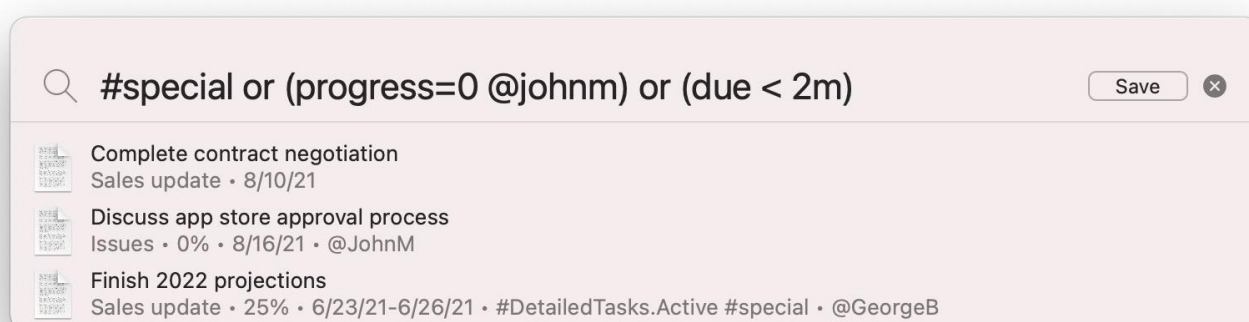 #special or (progress=0 @johnm) or (due < 2m)
Save
Complete contract negotiation
Sales update • 8/10/21
Discuss app store approval process
Issues • 0% • 8/16/21 • @JohnM
Finish 2022 projections
Sales update • 25% • 6/23/21-6/26/21 • #DetailedTasks.Active #special • @GeorgeB